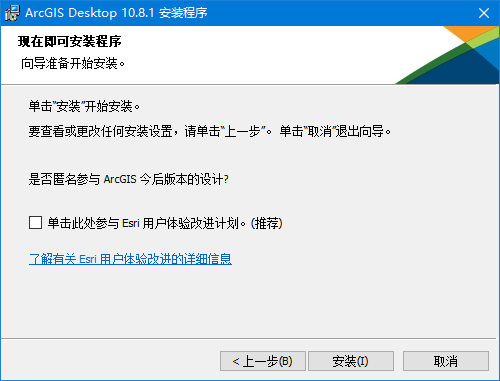 ArcGIS Desktop 10.8.1 安装程序
现在即可安装程序
向导准备开始安装。
单击“安装”开始安装。
要查看或更改任何安装设置，请单击“上一步”。 单击“取消”退出向导。
是否匿名参与 ArcGIS 今后版本的设计?
单击此处参与 Esri 用户体验改进计划。(推荐)
了解有关 Esri 用户体验改进的详细信息
< 上一步(B)
安装(I)
取消